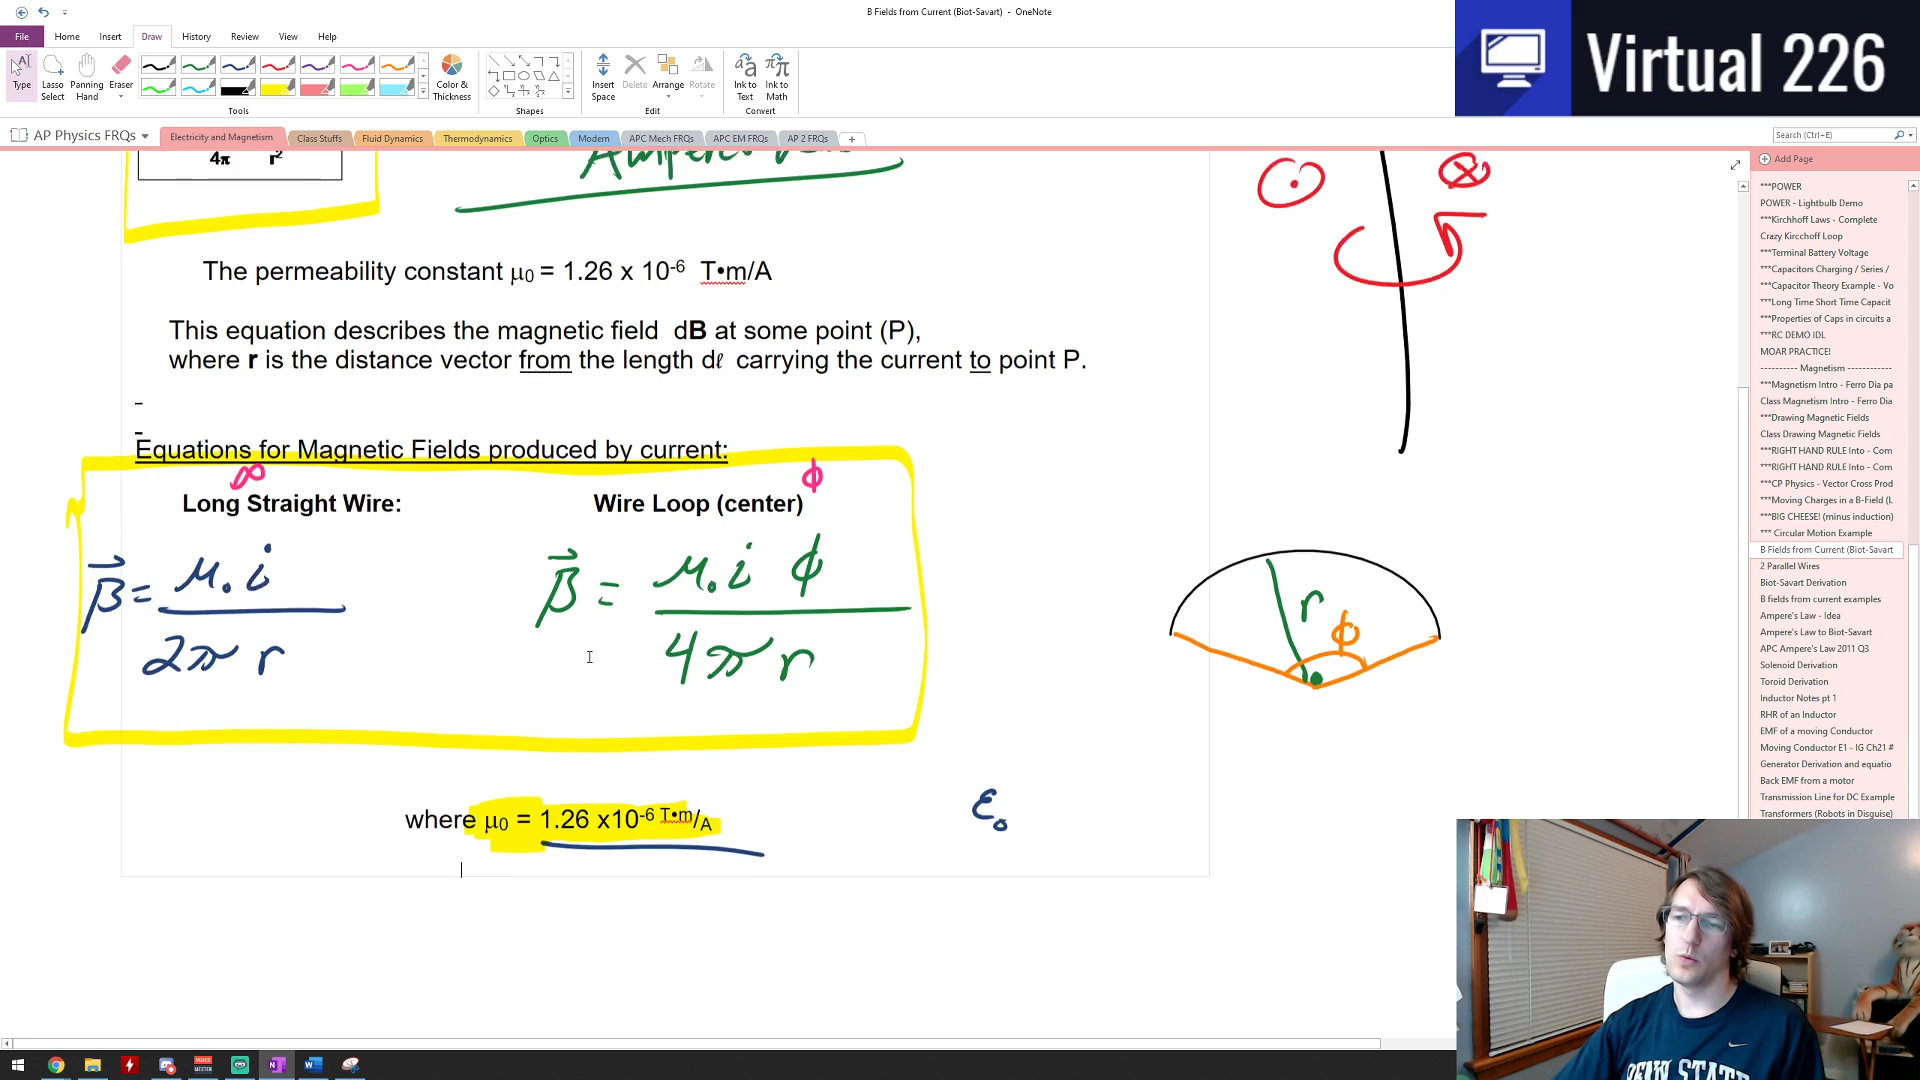 B Fields from Current (Biot-Savart) - OneNote
File Home Insert Draw History Review View Help
Type
Lasso Select
Panning Hand
Eraser
Color & Thickness
Insert Space
Delete
Arrange
Rotate
Ink to Text
Ink to Math
Tools Shapes Edit Convert
Virtual 226
AP Physics FRQs
Electricity and Magnetism Class Stuffs Fluid Dynamics Thermodynamics Optics Modern APC Mech FRQs APC EM FRQs AP 2 FRQs
Search (Ctrl+E)
4π r²
The permeability constant μ0 = 1.26 x 10-6 T•m/A
This equation describes the magnetic field dB at some point (P),
where r is the distance vector from the length dℓ carrying the current to point P.
Equations for Magnetic Fields produced by current:
∞ ϕ
Long Straight Wire: Wire Loop (center)
B = μ₀ i / 2π r
B = μ₀ i ϕ / 4π r
r
ϕ
where μ0 = 1.26 x10-6 T•m/A
ε₀
Add Page
***POWER
POWER - Lightbulb Demo
***Kirchhoff Laws - Complete
Crazy Kircchoff Loop
***Terminal Battery Voltage
***Capacitors Charging / Series /
***Capacitor Theory Example - Vo
***Long Time Short Time Capacit
***Properties of Caps in circuits a
***RC DEMO IDL
MOAR PRACTICE!
---------- Magnetism ------------
***Magnetism Intro - Ferro Dia pa
Class Magnetism Intro - Ferro Dia
***Drawing Magnetic Fields
Class Drawing Magnetic Fields
***RIGHT HAND RULE Into - Com
***RIGHT HAND RULE Into - Com
***CP Physics - Vector Cross Prod
***Moving Charges in a B-Field (L
***BIG CHEESE! (minus induction)
*** Circular Motion Example
B Fields from Current (Biot-Savart
2 Parallel Wires
Biot-Savart Derivation
B fields from current examples
Ampere's Law - Idea
Ampere's Law to Biot-Savart
APC Ampere's Law 2011 Q3
Solenoid Derivation
Toroid Derivation
Inductor Notes pt 1
RHR of an Inductor
EMF of a moving Conductor
Moving Conductor E1 - IG Ch21 #
Generator Derivation and equatio
Back EMF from a motor
Transmission Line for DC Example
Transformers (Robots in Disguise)
PENN STATE